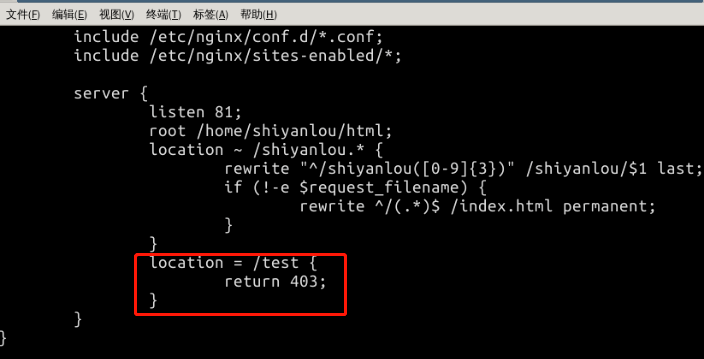 文件(F) 编辑(E) 视图(V) 终端(T) 标签(A) 帮助(H)
include /etc/nginx/conf.d/*.conf;
include /etc/nginx/sites-enabled/*;
server {
listen 81;
root /home/shiyanlou/html;
location ~ /shiyanlou.* {
rewrite "^/shiyanlou([0-9]{3})" /shiyanlou/$1 last;
if (!-e $request_filename) {
rewrite ^/(.*)$ /index.html permanent;
}
}
location = /test {
return 403;
}
}
}